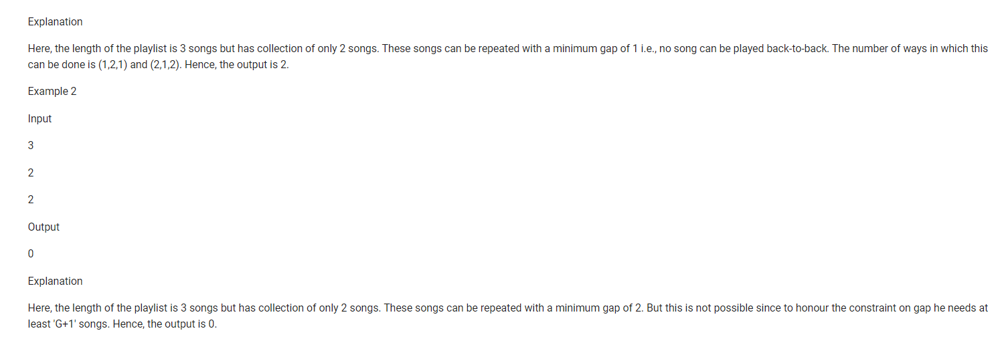 Explanation
Here, the length of the playlist is 3 songs but has collection of only 2 songs. These songs can be repeated with a minimum gap of 1 i.e., no song can be played back-to-back. The number of ways in which this
can be done is (1,2,1) and (2,1,2). Hence, the output is 2.
Example 2
Input
3
2
2
Output
0
Explanation
Here, the length of the playlist is 3 songs but has collection of only 2 songs. These songs can be repeated with a minimum gap of 2. But this is not possible since to honour the constraint on gap he needs at
least 'G+1' songs. Hence, the output is 0.